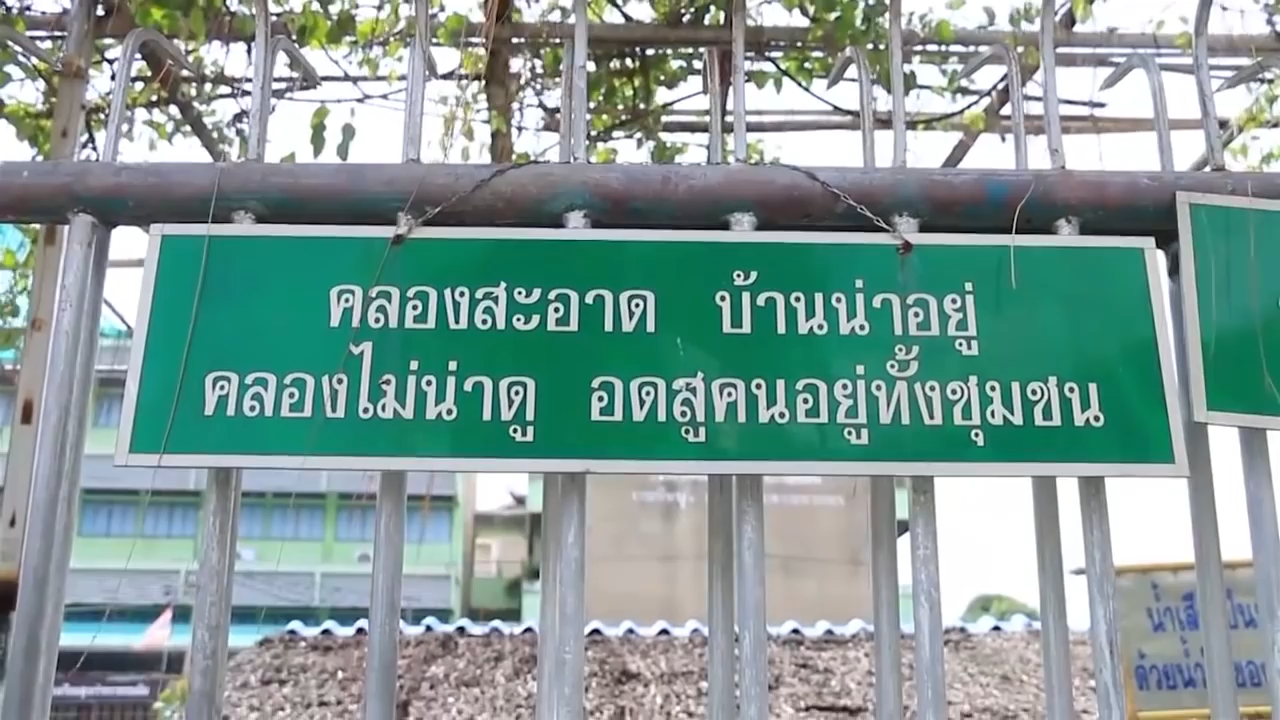 คลองสะอาด บ้านน่าอยู่
คลองไม่น่าดู อดสูคนอยู่ทั้งชุมชน
น้ำเสีย
ด้วยน้ำ